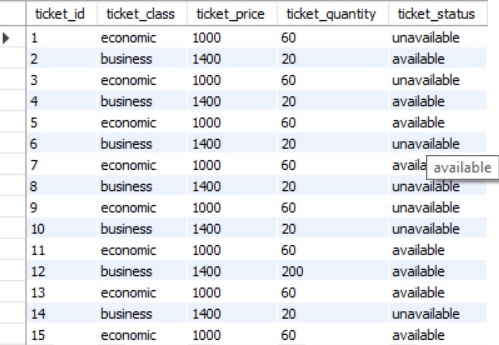 ticket_id ticket_class ticket_price ticket_quantity ticket_status
1 economic 1000 60 unavailable
2 business 1400 20 available
3 economic 1000 60 unavailable
4 business 1400 20 available
5 economic 1000 60 available
6 business 1400 20 unavailable
7 economic 1000 60 availa available
8 business 1400 20 unavailable
9 economic 1000 60 unavailable
10 business 1400 20 unavailable
11 economic 1000 60 available
12 business 1400 200 available
13 economic 1000 60 available
14 business 1400 20 unavailable
15 economic 1000 60 available